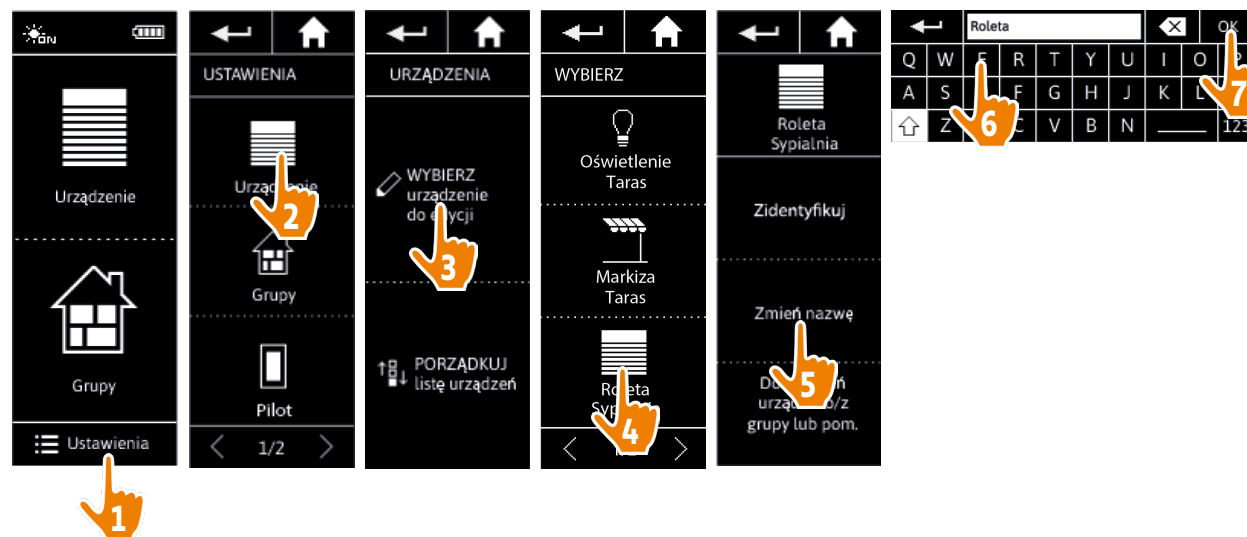 ON
Urządzenie
Grupy
Ustawienia
1
USTAWIENIA
Urządzenie
2
Grupy
Pilot
1/2
URZĄDZENIA
WYBIERZ
urządzenie
do edycji
3
PORZĄDKUJ
listę urządzeń
WYBIERZ
Oświetlenie
Taras
Markiza
Taras
Roleta
4
Roleta
Sypialnia
Zidentyfikuj
Zmień nazwę
5
grupy lub pom.
Roleta OK
Q W E R T Y U I O P
A S F G H J K L
Z C V B N 123
6
7